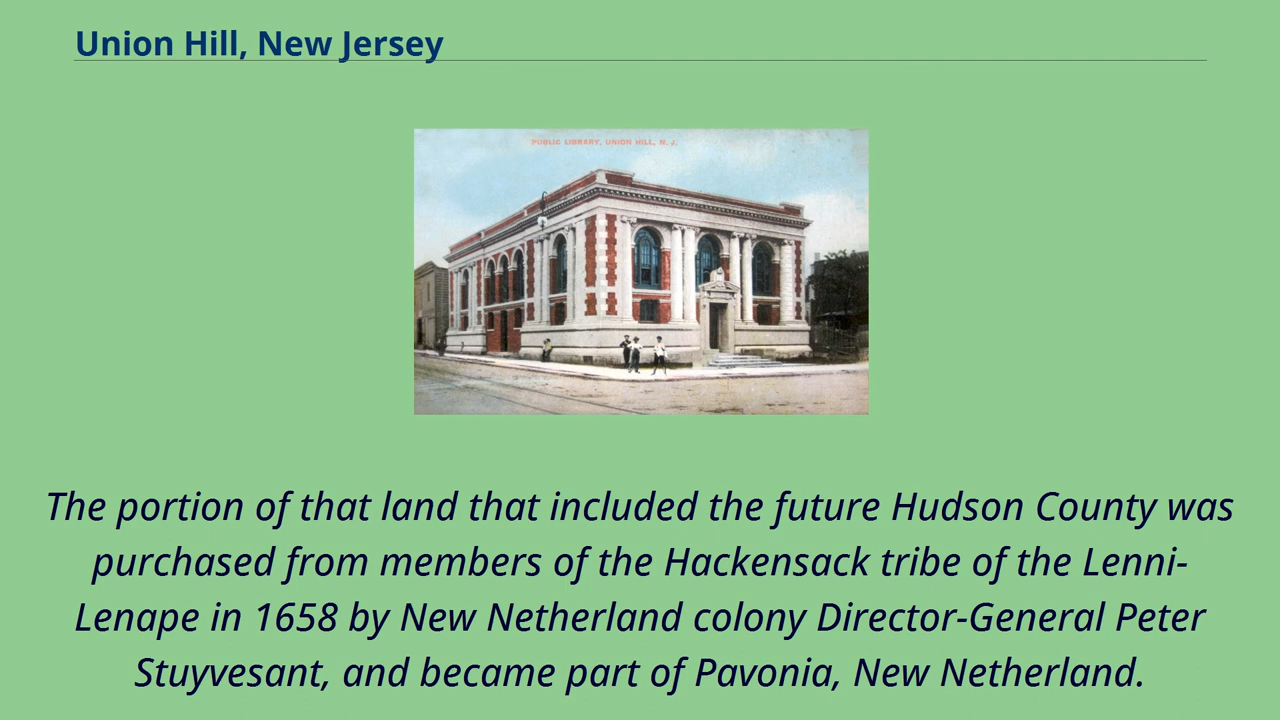 Union Hill, New Jersey
PUBLIC LIBRARY, UNION HILL, N. J.
The portion of that land that included the future Hudson County was
purchased from members of the Hackensack tribe of the Lenni-
Lenape in 1658 by New Netherland colony Director-General Peter
Stuyvesant, and became part of Pavonia, New Netherland.